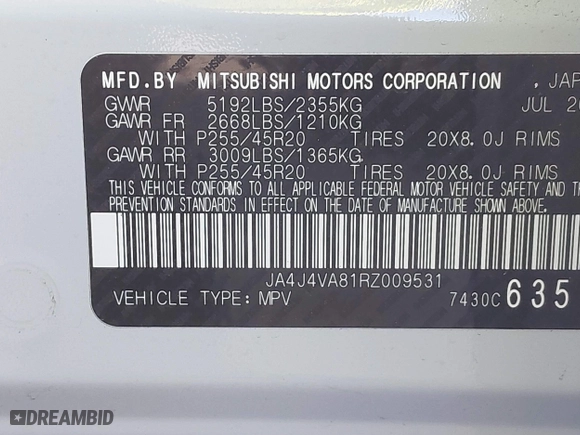 MFD.BY MITSUBISHI MOTORS CORPORATION , JAP
GVWR 5192LBS/2355KG JUL 20
GAWR FR 2668LBS/1210KG
WITH P255/45R20 TIRES 20X8.0J RIMS
GAWR RR 3009LBS/1365KG
WITH P255/45R20 TIRES 20X8.0J RIMS
THIS VEHICLE CONFORMS TO ALL APPLICABLE FEDERAL MOTOR VEHICLE SAFETY AND T
PREVENTION STANDARDS IN EFFECT ON THE DATE OF MANUFACTURE SHOWN ABOVE.
JA4J4VA81RZ009531
VEHICLE TYPE: MPV 7430C 635
DREAMBID